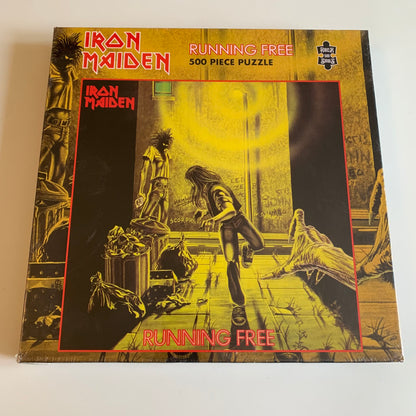 IRON
MAIDEN
RUNNING FREE
500 PIECE PUZZLE
IRON
MAIDEN
RUNNING FREE